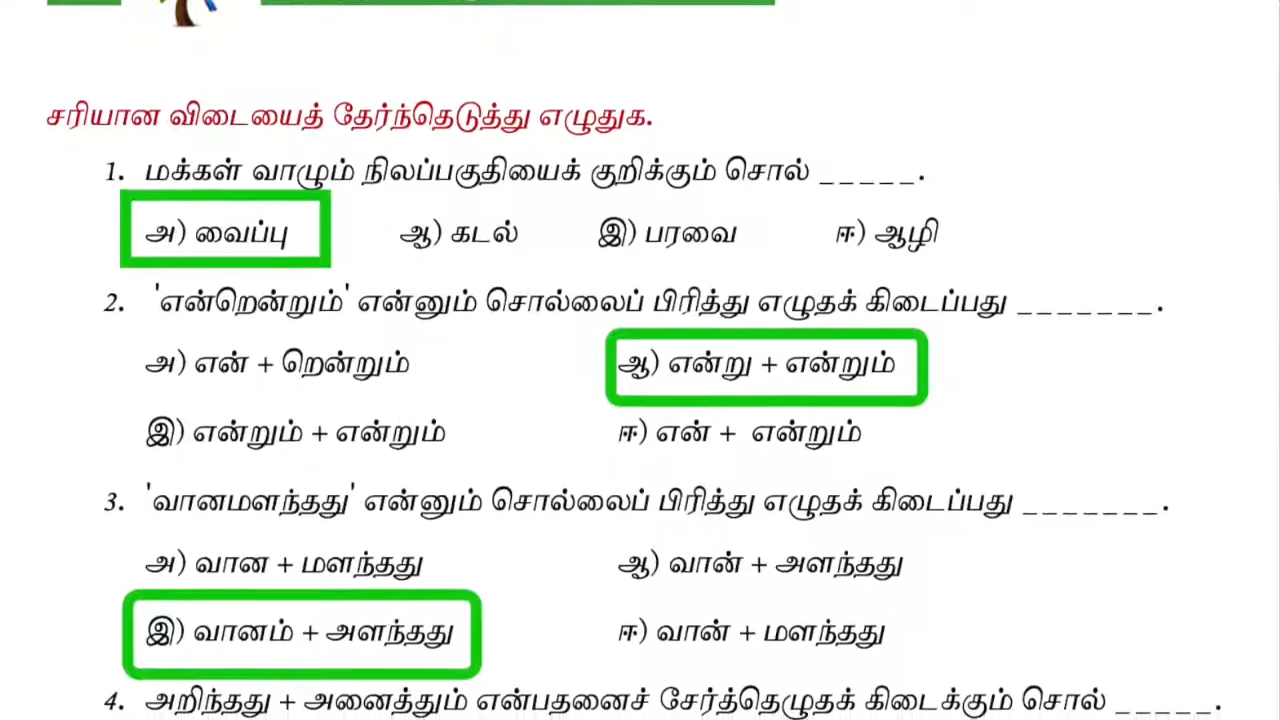 சரியான விடையைத் தேர்ந்தெடுத்து எழுதுக.
1. மக்கள் வாழும் நிலப்பகுதியைக் குறிக்கும் சொல் _____.
அ) வைப்பு ஆ) கடல் இ) பரவை ஈ) ஆழி
2. 'என்றென்றும்' என்னும் சொல்லைப் பிரித்து எழுதக் கிடைப்பது _______.
அ) என் + றென்றும் ஆ) என்று + என்றும்
இ) என்றும் + என்றும் ஈ) என் + என்றும்
3. 'வானமளந்தது' என்னும் சொல்லைப் பிரித்து எழுதக் கிடைப்பது _______.
அ) வான + மளந்தது ஆ) வான் + அளந்தது
இ) வானம் + அளந்தது ஈ) வான் + மளந்தது
4. அறிந்தது + அனைத்தும் என்பதனைச் சேர்த்தெழுதக் கிடைக்கும் சொல் _____.